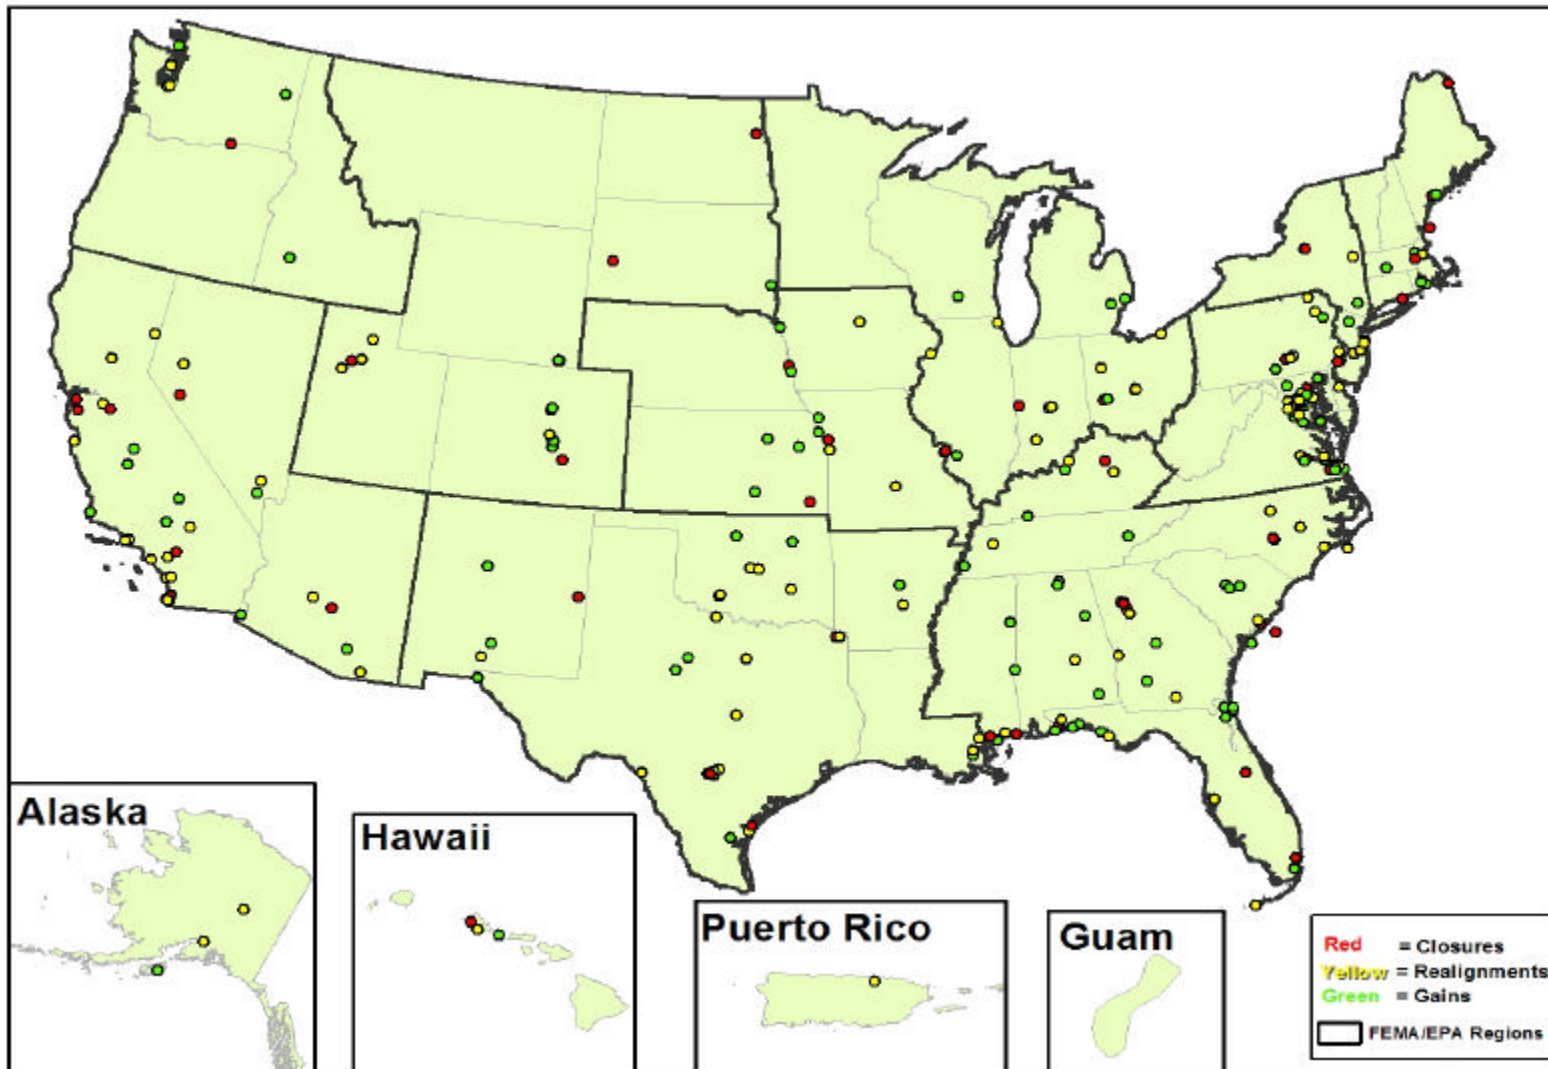 Alaska
Hawaii
Puerto Rico
Guam
Red = Closures
Yellow = Realignments
Green = Gains
FEMA/EPA Regions